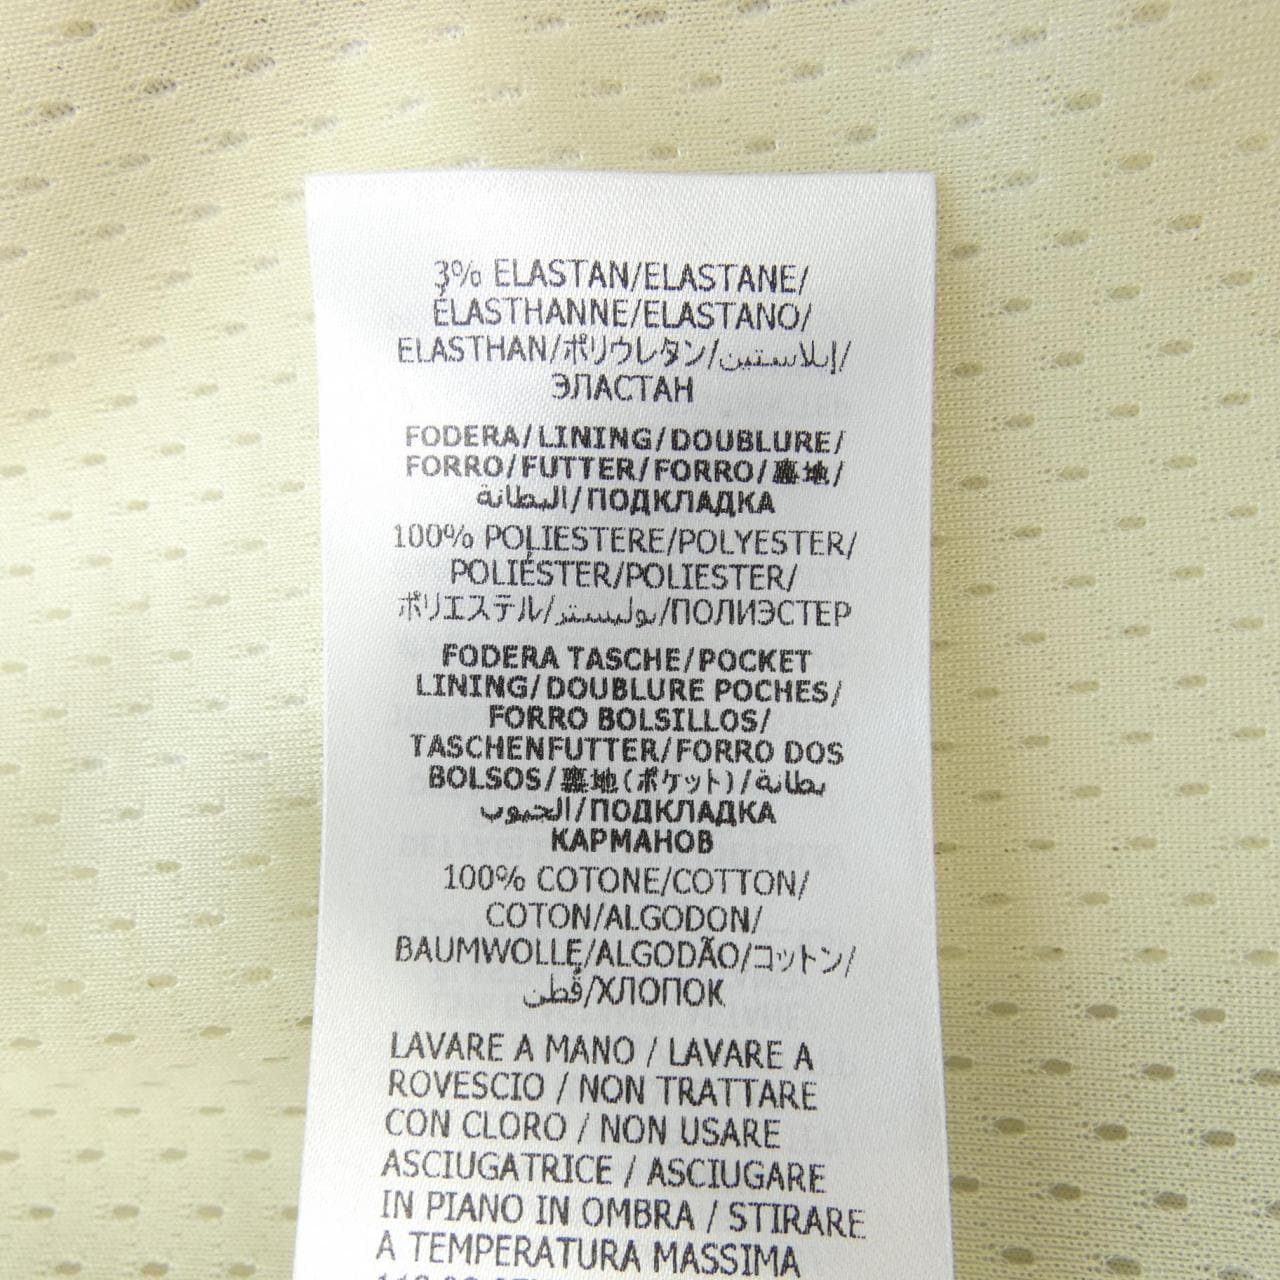 3% ELASTAN/ELASTANE/
ÉLASTHANNE/ELASTANO/
ELASTHAN/ポリウレタン/إيلاستين/
ЭЛАСТАН
FODERA/LINING/DOUBLURE/
FORRO/FUTTER/FORRO/裏地/
البطانة/ПОДКЛАДКА
100% POLIESTERE/POLYESTER/
POLIÉSTER/POLIESTER/
ポリエステル/بوليستر/ПОЛИЭСТЕР
FODERA TASCHE/POCKET
LINING/DOUBLURE POCHES/
FORRO BOLSILLOS/
TASCHENFUTTER/FORRO DOS
BOLSOS/裏地(ポケット)/بطانة
الجيوب/ПОДКЛАДКА
КАРМАНОВ
100% COTONE/COTTON/
COTON/ALGODON/
BAUMWOLLE/ALGODÃO/コットン/
قُطن/ХЛОПОК
LAVARE A MANO / LAVARE A
ROVESCIO / NON TRATTARE
CON CLORO / NON USARE
ASCIUGATRICE / ASCIUGARE
IN PIANO IN OMBRA / STIRARE
A TEMPERATURA MASSIMA